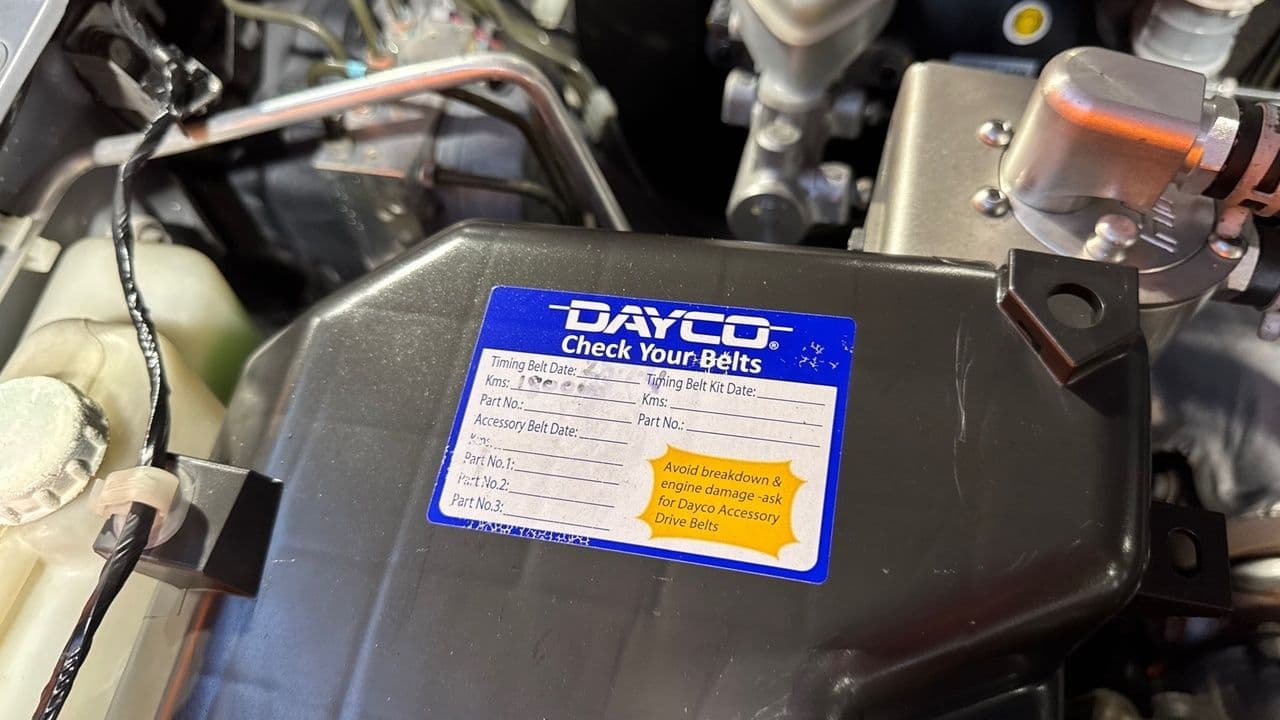 DAYCO®
Check Your Belts
Timing Belt Date:
Kms:
Part No.:
Accessory Belt Date:
Kms:
Part No.1:
Part No.2:
Part No.3:
Timing Belt Kit Date:
Kms:
Part No.:
Avoid breakdown &
engine damage -ask
for Dayco Accessory
Drive Belts